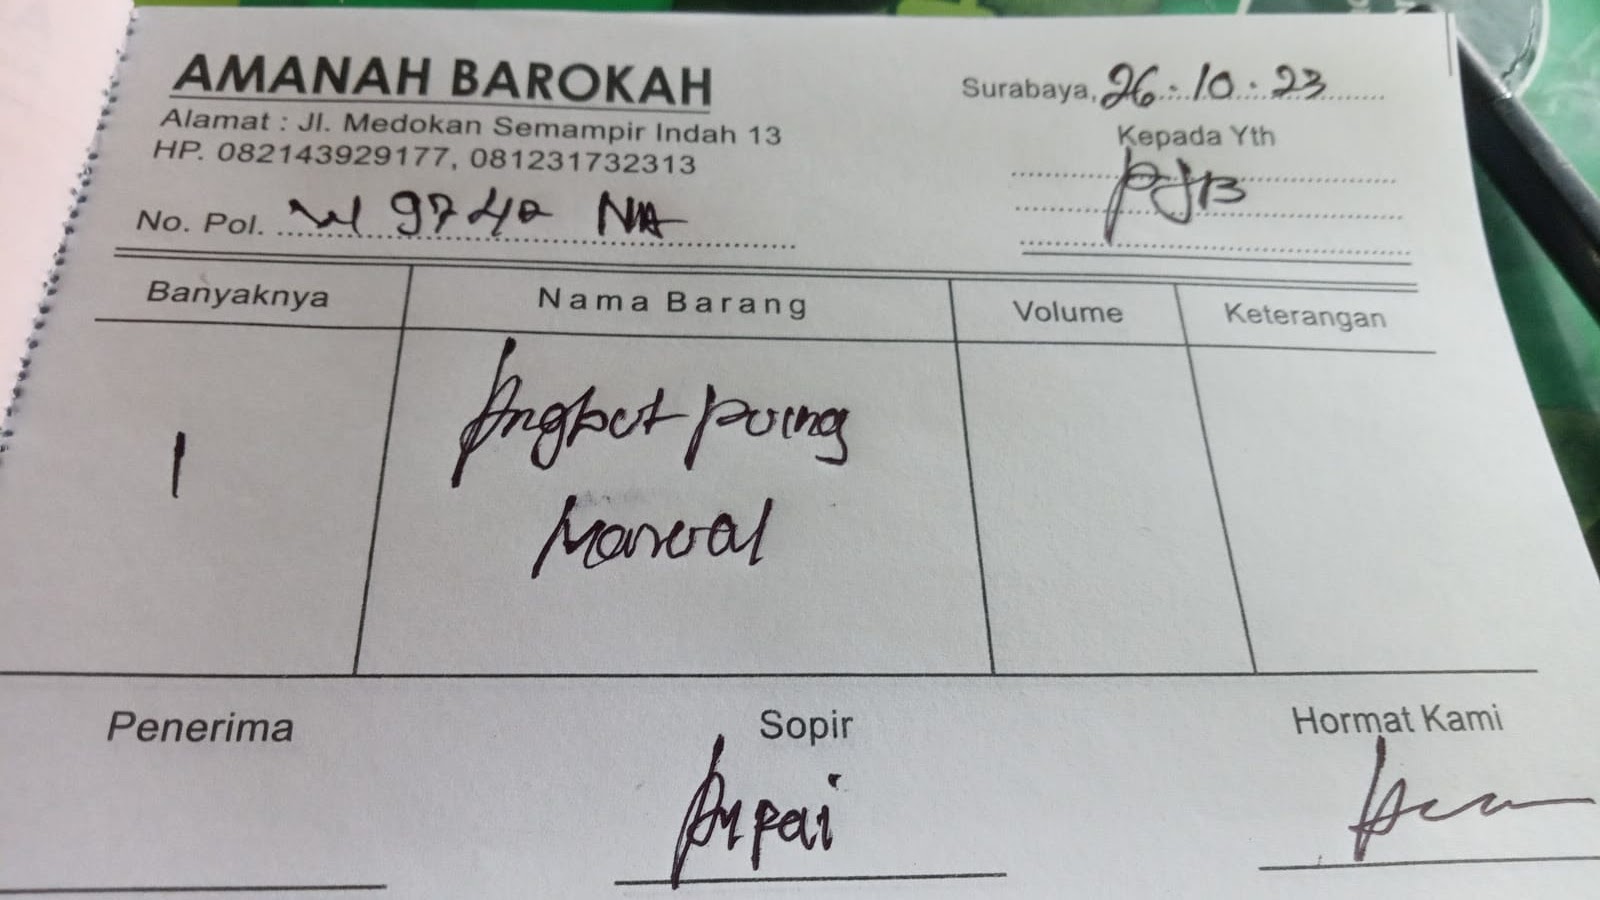 AMANAH BAROKAH
Alamat : Jl. Medokan Semampir Indah 13
HP. 082143929177, 081231732313
No. Pol. W 9742 NA
Surabaya, 26 - 10 - 23
Kepada Yth
PJB
Banyaknya Nama Barang Volume Keterangan
1 Angkut puing
Manual
Penerima Sopir Hormat Kami